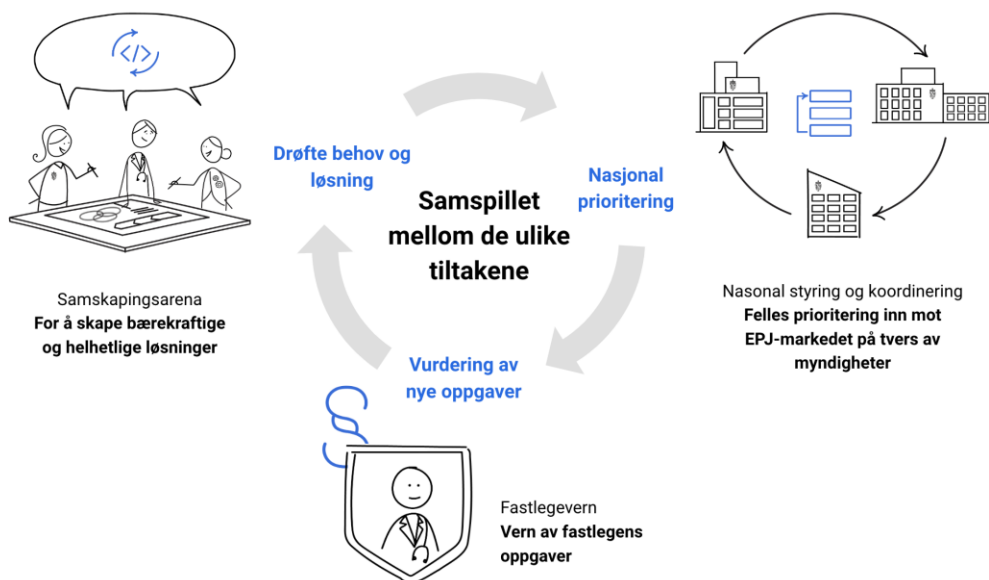 </>
Drøfte behov og
løsning
Samspillet
mellom de ulike
tiltakene
Nasjonal
prioritering
Samskapingsarena
For å skape bærekraftige
og helhetlige løsninger
Nasonal styring og koordinering
Felles prioritering inn mot
EPJ-markedet på tvers av
myndigheter
Vurdering av
nye oppgaver
§
Fastlegevern
Vern av fastlegens
oppgaver